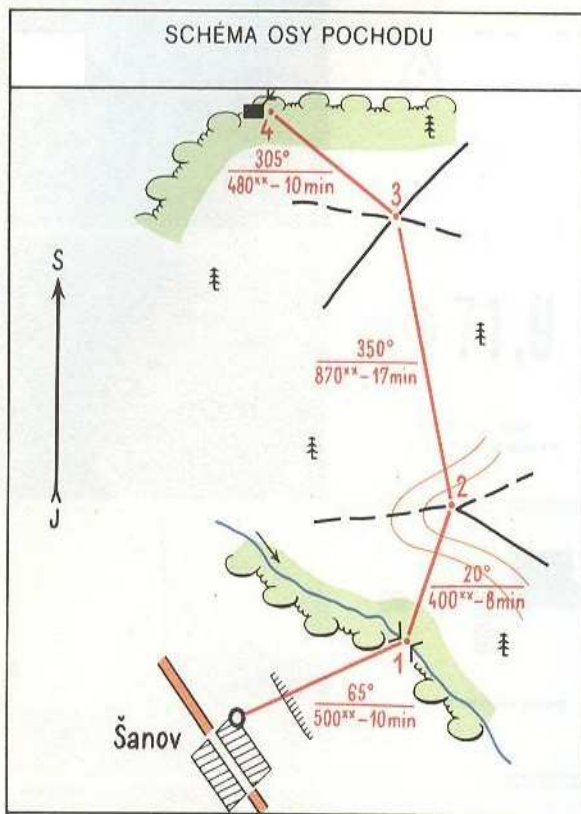 SCHÉMA OSY POCHODU
4
305°
480ˣˣ – 10 min
3
S
350°
870ˣˣ – 17 min
2
J
20°
400ˣˣ – 8 min
1
65°
500ˣˣ – 10 min
Šanov